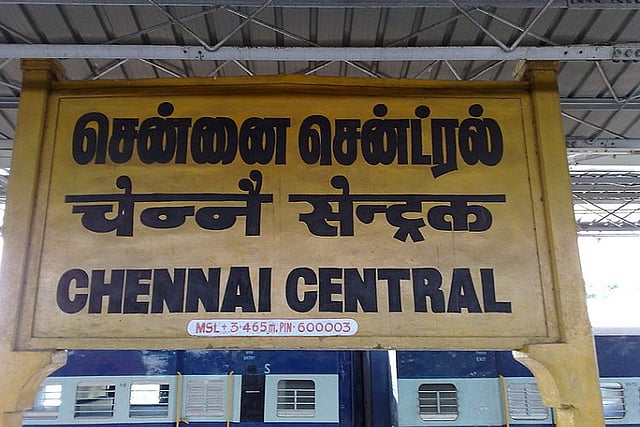 சென்னை சென்ட்ரல்
चेन्नै सेन्ट्रल
CHENNAI CENTRAL
MSL+3·465m.PIN-600003